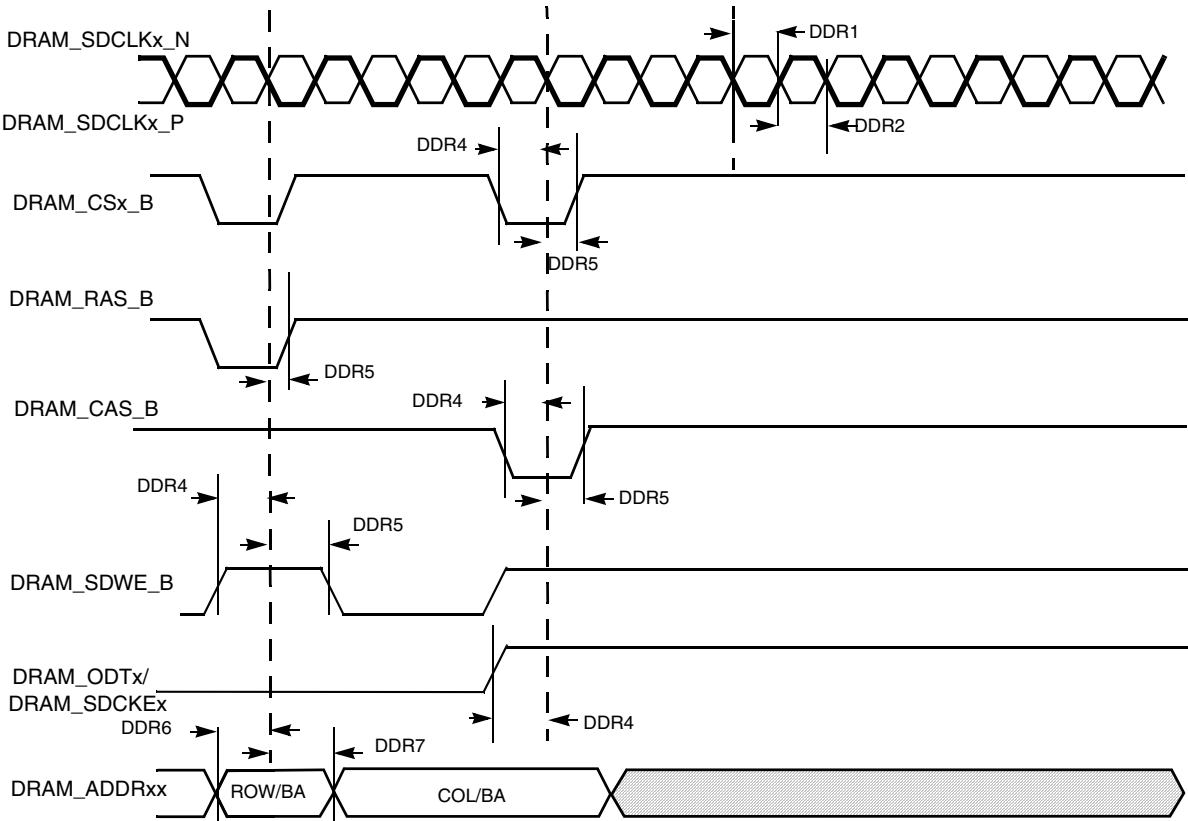 DRAM_SDCLKx_N
DDR1
DRAM_SDCLKx_P
DDR4
DDR2
DRAM_CSx_B
DDR5
DRAM_RAS_B
DDR5
DRAM_CAS_B
DDR4
DDR4
DDR5
DDR5
DRAM_SDWE_B
DRAM_ODTx/
DRAM_SDCKEx
DDR4
DDR6
DDR7
DRAM_ADDRxx
ROW/BA
COL/BA